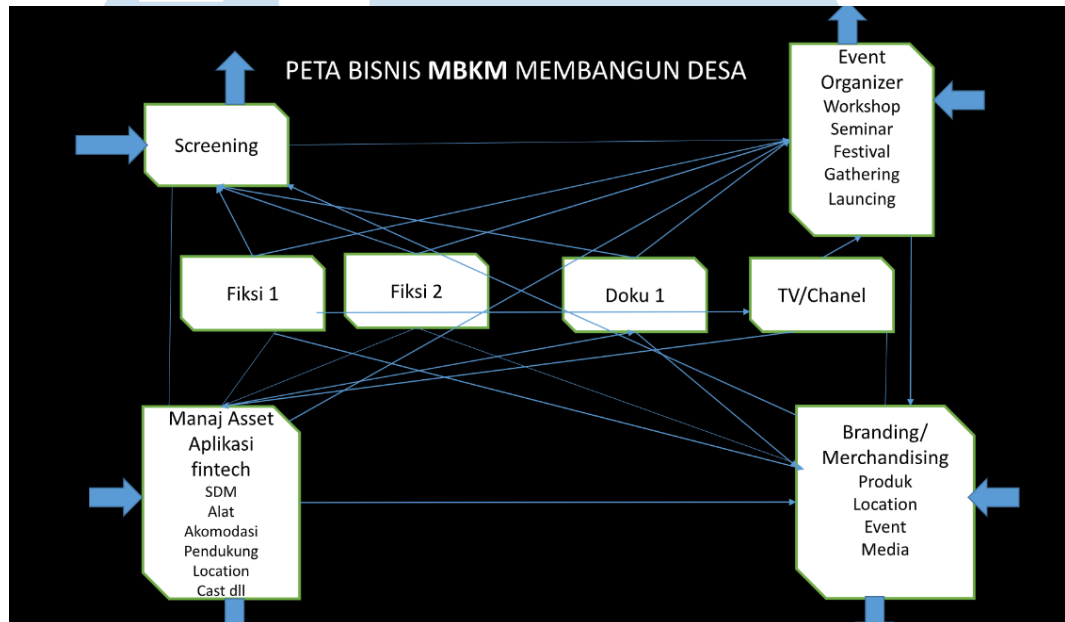 PETA BISNIS MBKM MEMBANGUN DESA
Screening
Event
Organizer
Workshop
Seminar
Festival
Gathering
Launcing
Fiksi 1
Fiksi 2
Doku 1
TV/Chanel
Manaj Asset
Aplikasi
fintech
SDM
Alat
Akomodasi
Pendukung
Location
Cast dll
Branding/
Merchandising
Produk
Location
Event
Media